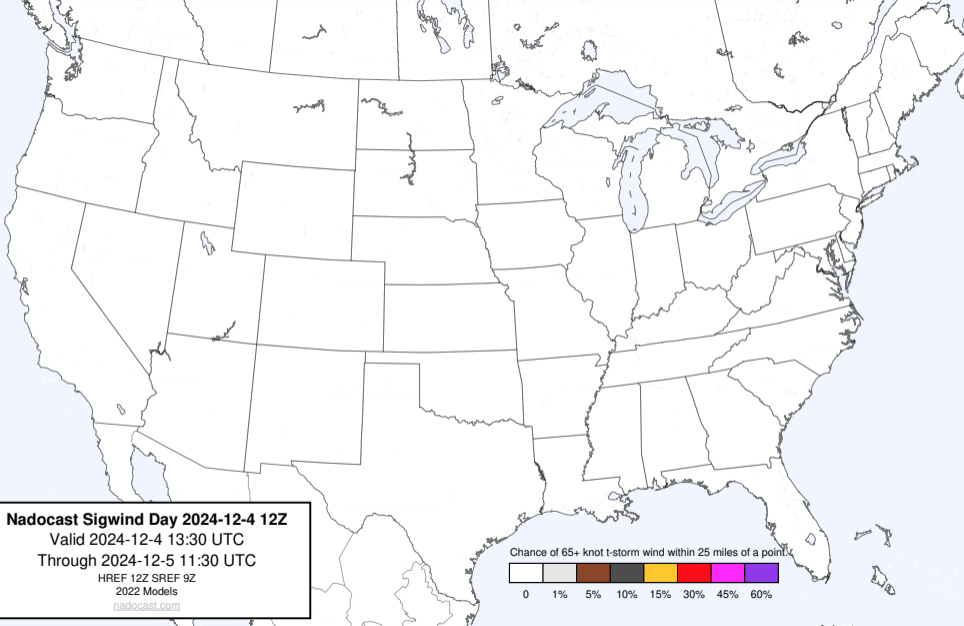 Nadocast Sigwind Day 2024-12-4 12Z
Valid 2024-12-4 13:30 UTC
Through 2024-12-5 11:30 UTC
HREF 12Z SREF 9Z
2022 Models
nadocast.com
Chance of 65+ knot t-storm wind within 25 miles of a point.
0 1% 5% 10% 15% 30% 45% 60%